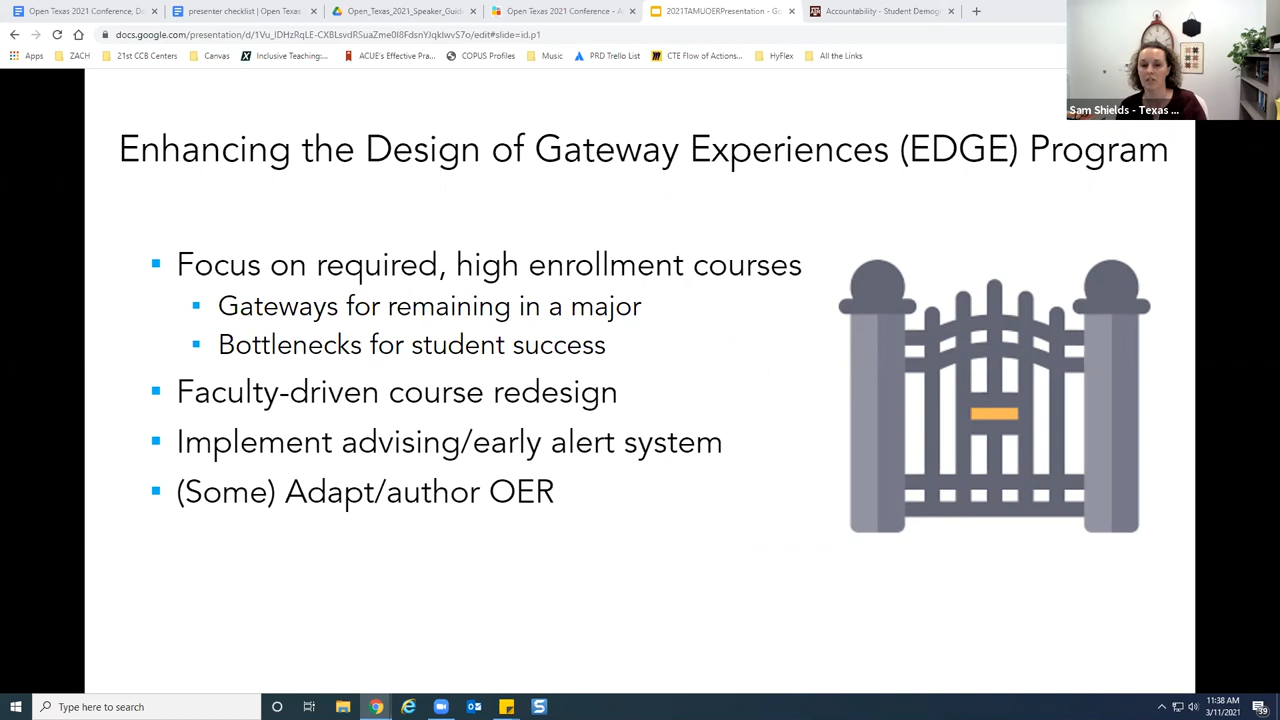 Open Texas 2021 Conference, Do
presenter checklist | Open Texas
Open_Texas_2021_Speaker_Guide
Open Texas 2021 Conference - A
2021TAMUOERPresentation - Go
Accountability - Student Demog
docs.google.com/presentation/d/
/edit#slide=id.p1
Apps
ZACH
21st CCB Centers
Canvas
Inclusive Teaching:...
ACUE's Effective Pra...
COPUS Profiles
Music
PRD Trello List
CTE Flow of Actions...
HyFlex
All the Links
Sam Shields - Texas ...
Enhancing the Design of Gateway Experiences (EDGE) Program
Focus on required, high enrollment courses
Gateways for remaining in a major
Bottlenecks for student success
Faculty-driven course redesign
Implement advising/early alert system
(Some) Adapt/author OER
Type here to search
11:38 AM
3/11/2021
39